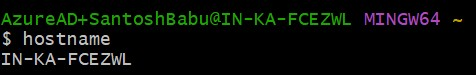 AzureAD+SantoshBabu@IN-KA-FCEZWL MINGW64 ~
$ hostname
IN-KA-FCEZWL